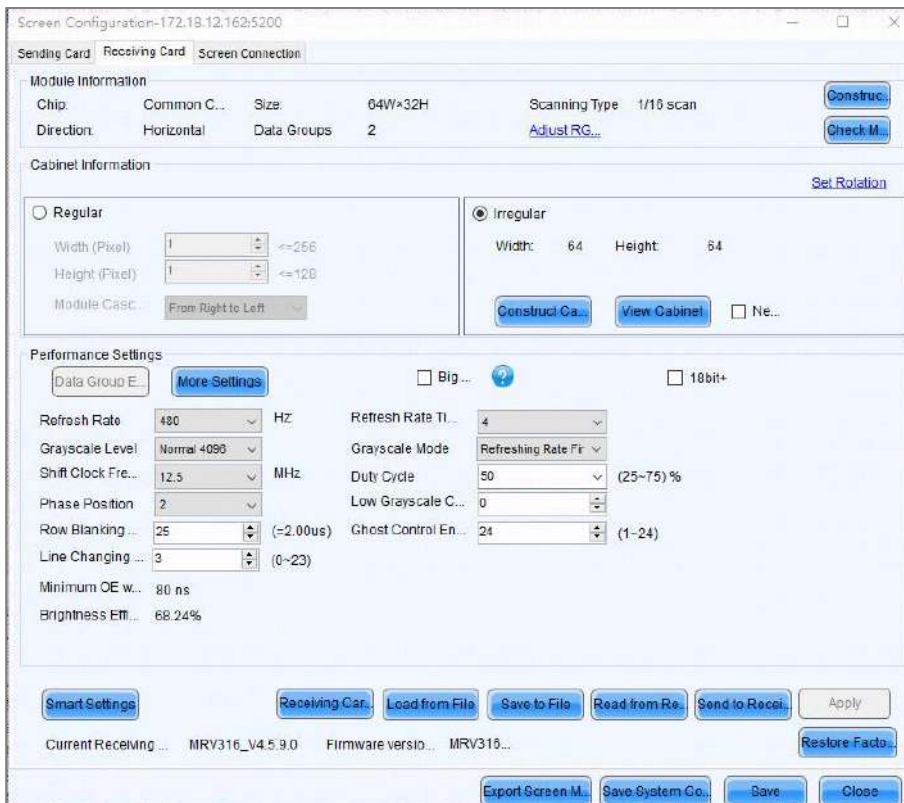 Screen Configuration-172.18.12.162:5200
Sending Card Receiving Card Screen Connection
Module Information
Chip: Common C... Size: 64W×32H Scanning Type 1/16 scan Construc...
Direction: Horizontal Data Groups 2 Adjust RG... Check M...
Cabinet Information
Set Rotation
Regular
Width (Pixel) 1 <=256
Height (Pixel) 1 <=128
Module Casc... From Right to Left
Irregular
Width: 64 Height: 64
Construct Ca... View Cabinet Ne...
Performance Settings
Data Group E... More Settings Big ... 18bit+
Refresh Rate 480 Hz Refresh Rate Ti... 4
Grayscale Level Normal 4096 Grayscale Mode Refreshing Rate Fir
Shift Clock Fre... 12.5 MHz Duty Cycle 50 (25~75) %
Phase Position 2 Low Grayscale C... 0
Row Blanking ... 25 (=2.00us) Ghost Control En... 24 (1~24)
Line Changing ... 3 (0~23)
Minimum OE w... 80 ns
Brightness Effi... 68.24%
Smart Settings Receiving Car... Load from File Save to File Read from Re... Send to Recei... Apply
Current Receiving ... MRV316_V4.5.9.0 Firmware versio... MRV316... Restore Facto...
Export Screen M... Save System Co... Save Close